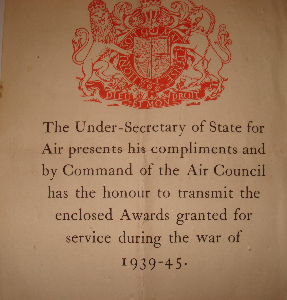 The Under-Secretary of State for
Air presents his compliments and
by Command of the Air Council
has the honour to transmit the
enclosed Awards granted for
service during the war of
1939-45.